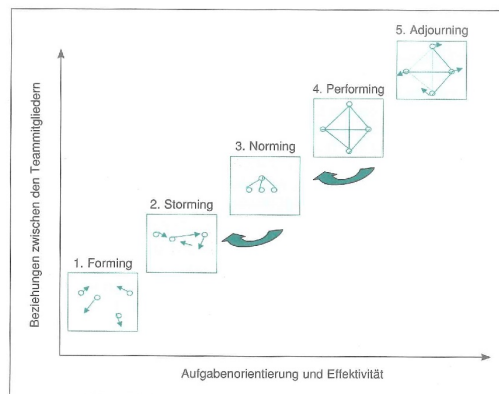 5. Adjourning
4. Performing
3. Norming
2. Storming
1. Forming
Beziehungen zwischen den Teammitgliedern
Aufgabenorientierung und Effektivität